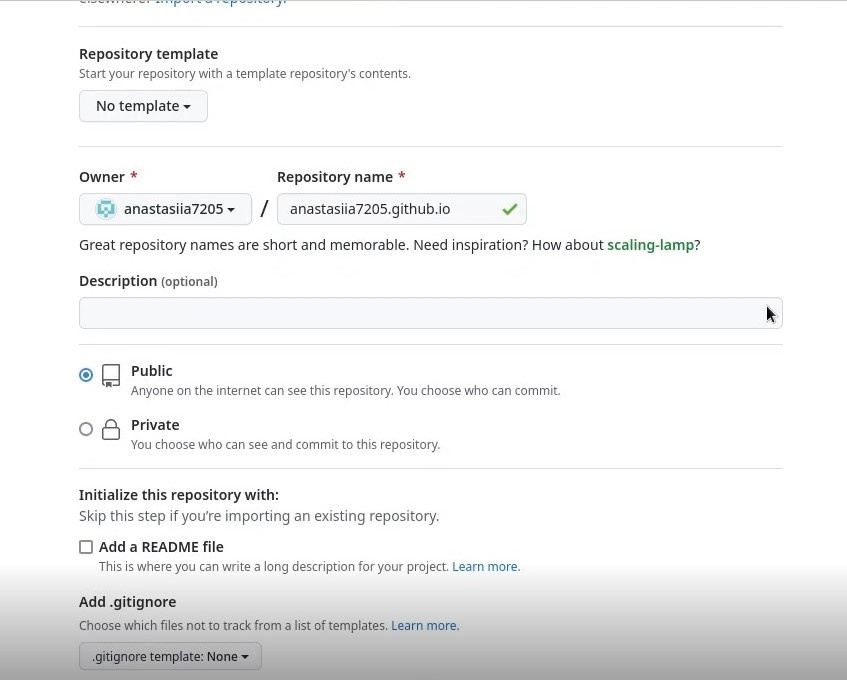 elsewhere? Import a repository.
Repository template
Start your repository with a template repository's contents.
No template
Owner * Repository name *
anastasiia7205 / anastasiia7205.github.io
Great repository names are short and memorable. Need inspiration? How about scaling-lamp?
Description (optional)
Public
Anyone on the internet can see this repository. You choose who can commit.
Private
You choose who can see and commit to this repository.
Initialize this repository with:
Skip this step if you’re importing an existing repository.
Add a README file
This is where you can write a long description for your project. Learn more.
Add .gitignore
Choose which files not to track from a list of templates. Learn more.
.gitignore template: None